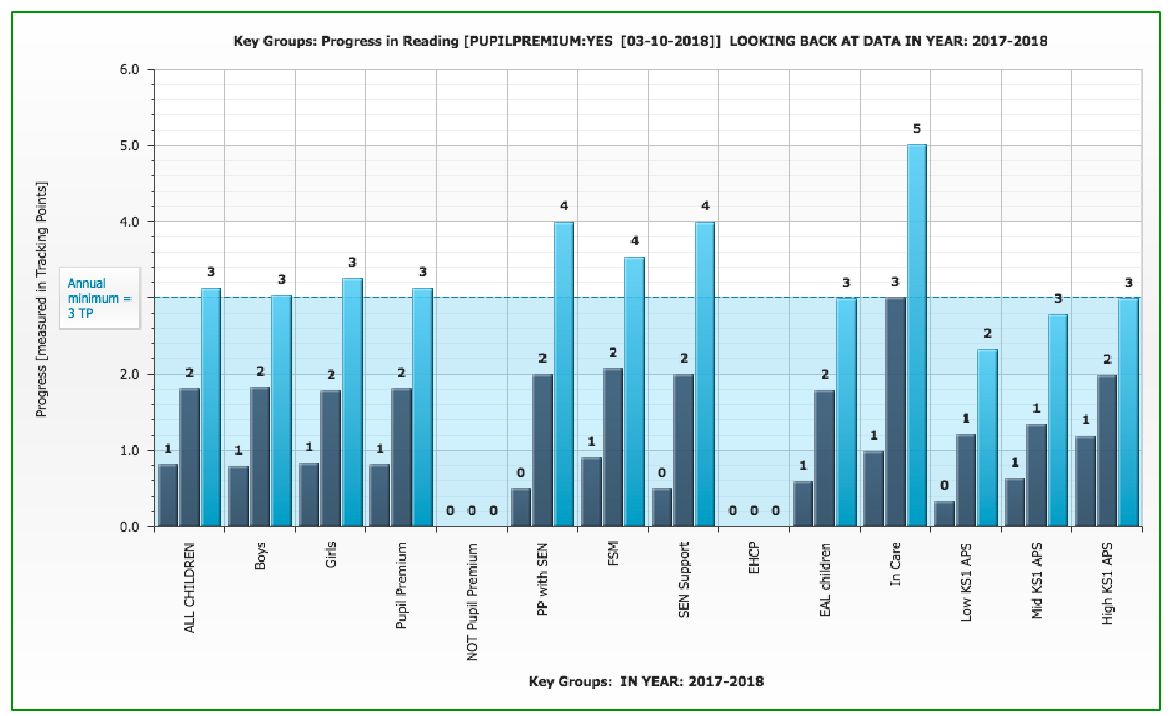 Key Groups: Progress in Reading [PUPILPREMIUM:YES  [03-10-2018]]  LOOKING BACK AT DATA IN YEAR: 2017-2018
6.0
5.0
4.0
2.0
1.0
0.0
Progress [measured in Tracking Points]
Annual
minimum =
3 TP
1 2 3
1 2 3
1 2 3
1 2 3
0 0 0
0 2 4
1 2 4
0 2 4
0 0 0
1 2 3
1 3 5
0 1 2
1 1 3
1 2 3
ALL CHILDREN
Boys
Girls
Pupil Premium
NOT Pupil Premium
PP with SEN
FSM
SEN Support
EHCP
EAL children
In Care
Low KS1 APS
Mid KS1 APS
High KS1 APS
Key Groups:  IN YEAR: 2017-2018